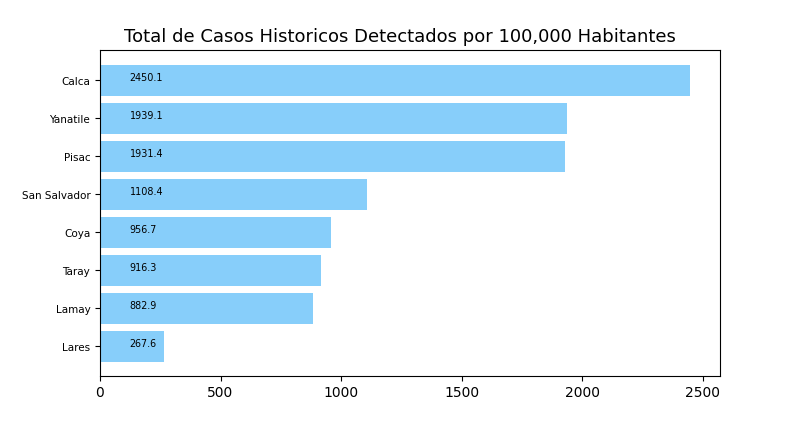 Total de Casos Historicos Detectados por 100,000 Habitantes
Calca 2450.1
Yanatile 1939.1
Pisac 1931.4
San Salvador 1108.4
Coya 956.7
Taray 916.3
Lamay 882.9
Lares 267.6
0 500 1000 1500 2000 2500